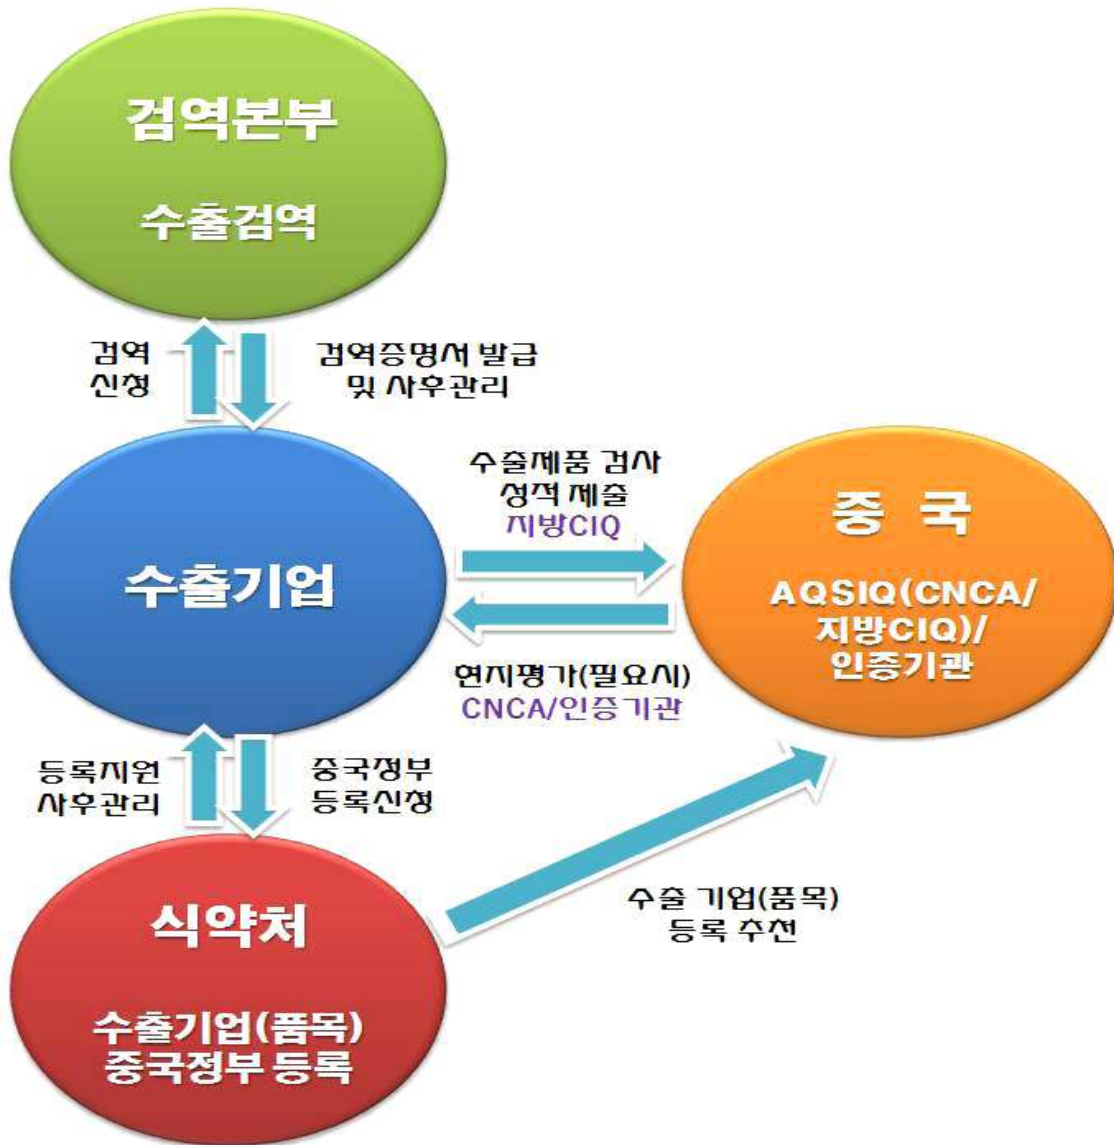 검역본부
수출검역
검역
신청
검역증명서 발급
및 사후관리
수출제품 검사
성적 제출
지방CIQ
중 국
AQSIQ(CNCA/
지방CIQ)/
인증기관
수출기업
현지평가(필요시)
CNCA/인증기관
등록지원
사후관리
중국정부
등록신청
식약처
수출기업(품목)
중국정부 등록
수출 기업(품목)
등록 추천